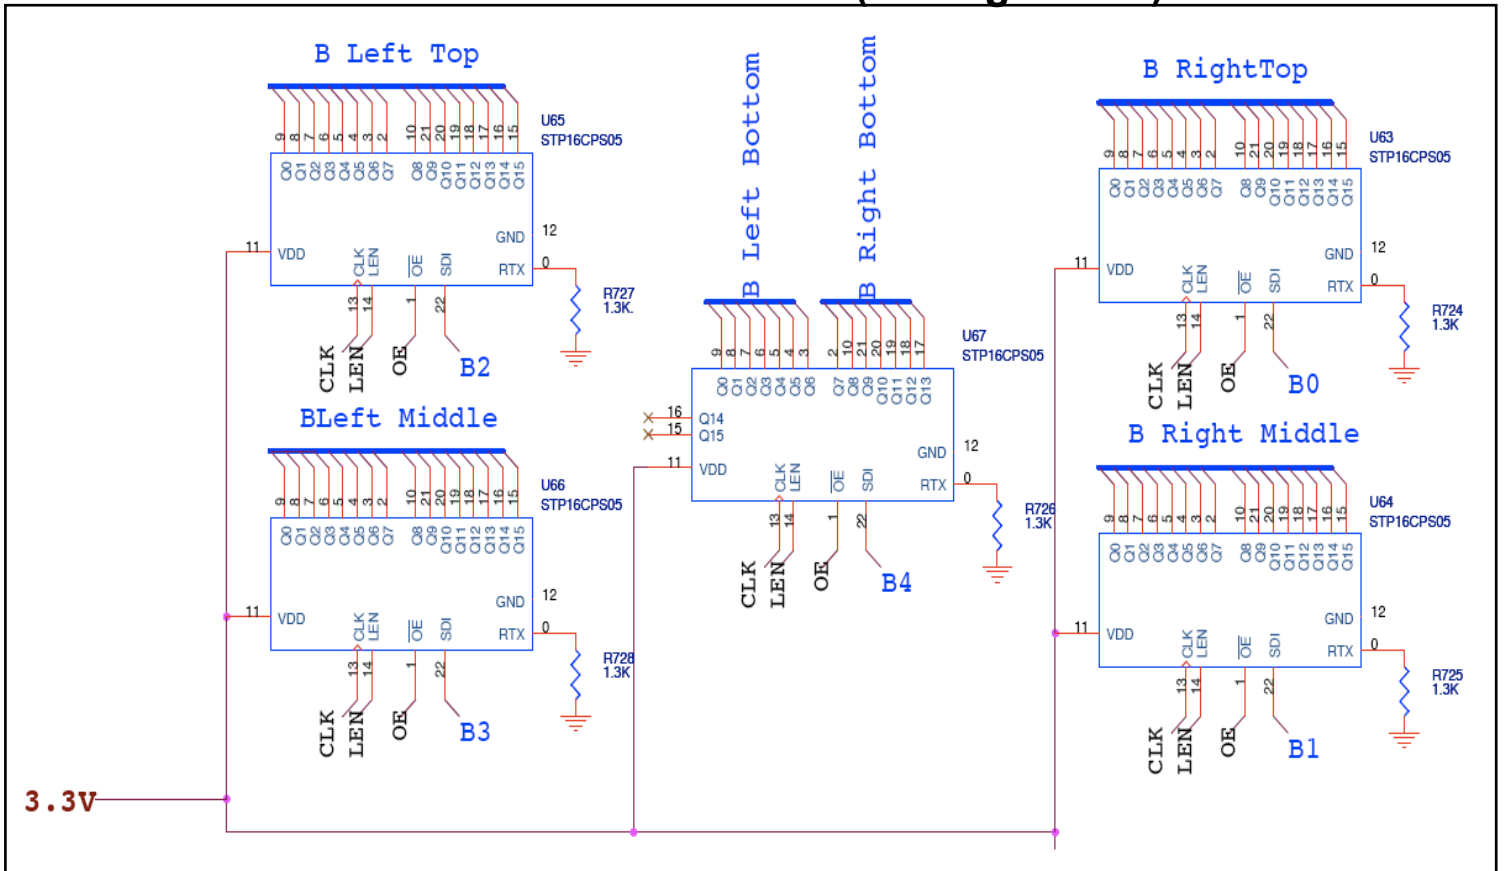 B Left Top
U65
STP16CPS05
9 8 7 6 5 4 3 2 10 21 20 19 18 17 16 15
Q0 Q1 Q2 Q3 Q4 Q5 Q6 Q7 Q8 Q9 Q10 Q11 Q12 Q13 Q14 Q15
11 VDD
GND 12
RTX 0
CLK LEN OE SDI
13 14 1 22
R727
1.3K.
CLK LEN OE B2
BLeft Middle
U66
STP16CPS05
9 8 7 6 5 4 3 2 10 21 20 19 18 17 16 15
Q0 Q1 Q2 Q3 Q4 Q5 Q6 Q7 Q8 Q9 Q10 Q11 Q12 Q13 Q14 Q15
11 VDD
GND 12
RTX 0
CLK LEN OE SDI
13 14 1 22
R728
1.3K
CLK LEN OE B3
3.3V
B Left Bottom
B Right Bottom
U67
STP16CPS05
9 8 7 6 5 4 3 2 10 21 20 19 18 17
Q0 Q1 Q2 Q3 Q4 Q5 Q6 Q7 Q8 Q9 Q10 Q11 Q12 Q13
16 Q14
15 Q15
11 VDD
GND 12
RTX 0
CLK LEN OE SDI
13 14 1 22
R726
1.3K
CLK LEN OE B4
B RightTop
U63
STP16CPS05
9 8 7 6 5 4 3 2 10 21 20 19 18 17 16 15
Q0 Q1 Q2 Q3 Q4 Q5 Q6 Q7 Q8 Q9 Q10 Q11 Q12 Q13 Q14 Q15
11 VDD
GND 12
RTX 0
CLK LEN OE SDI
13 14 1 22
R724
1.3K
CLK LEN OE B0
B Right Middle
U64
STP16CPS05
9 8 7 6 5 4 3 2 10 21 20 19 18 17 16 15
Q0 Q1 Q2 Q3 Q4 Q5 Q6 Q7 Q8 Q9 Q10 Q11 Q12 Q13 Q14 Q15
11 VDD
GND 12
RTX 0
CLK LEN OE SDI
13 14 1 22
R725
1.3K
CLK LEN OE B1